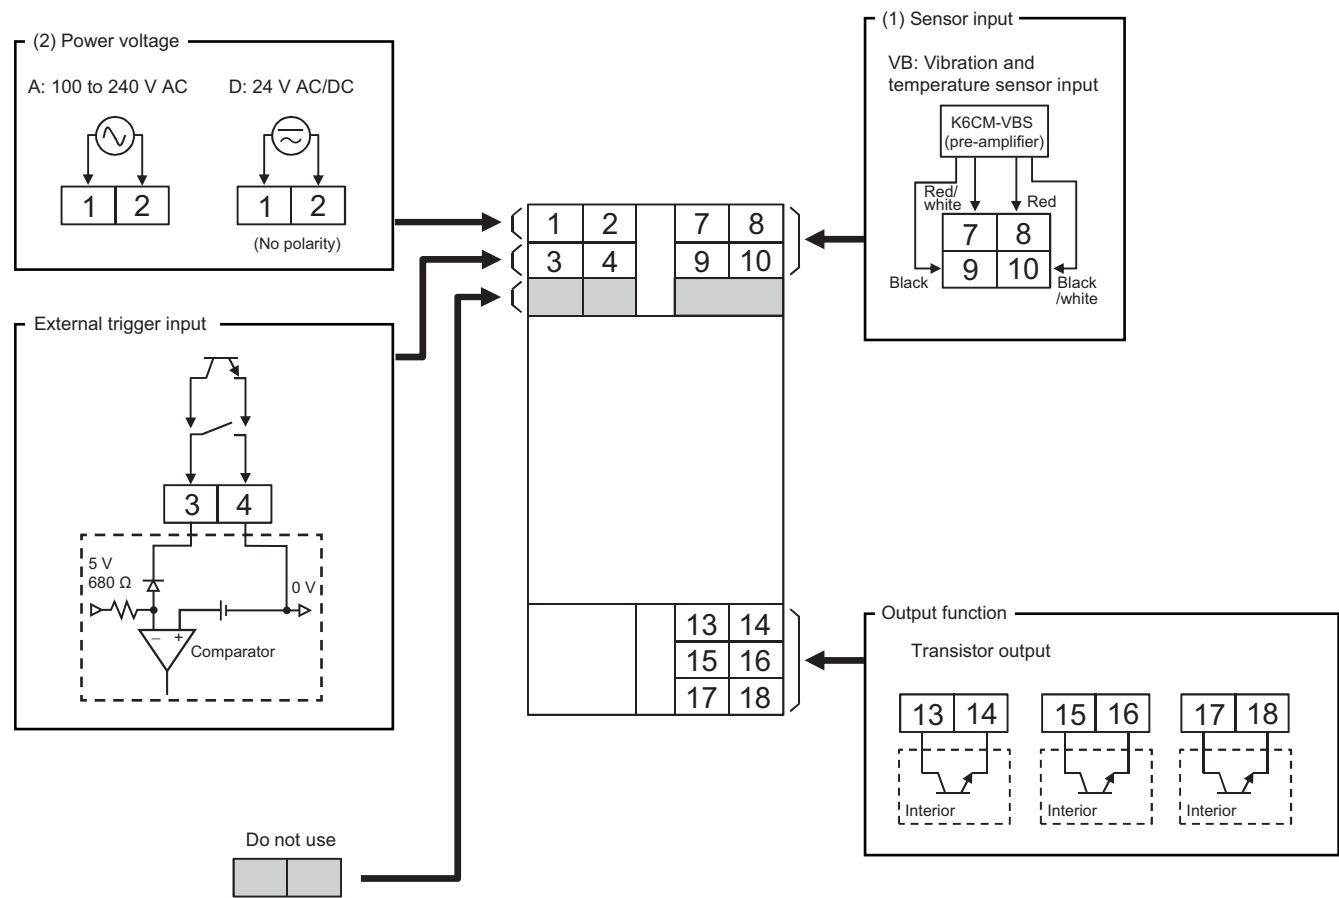 (2) Power voltage
A: 100 to 240 V AC
D: 24 V AC/DC
1 2
1 2
(No polarity)
(1) Sensor input
VB: Vibration and
temperature sensor input
K6CM-VBS
(pre-amplifier)
Red/
white
Red
7 8
9 10
Black
Black
/white
1 2 7 8
3 4 9 10
External trigger input
3 4
5 V
680 Ω
0 V
− +
Comparator
13 14
15 16
17 18
Output function
Transistor output
13 14
15 16
17 18
Interior
Interior
Interior
Do not use